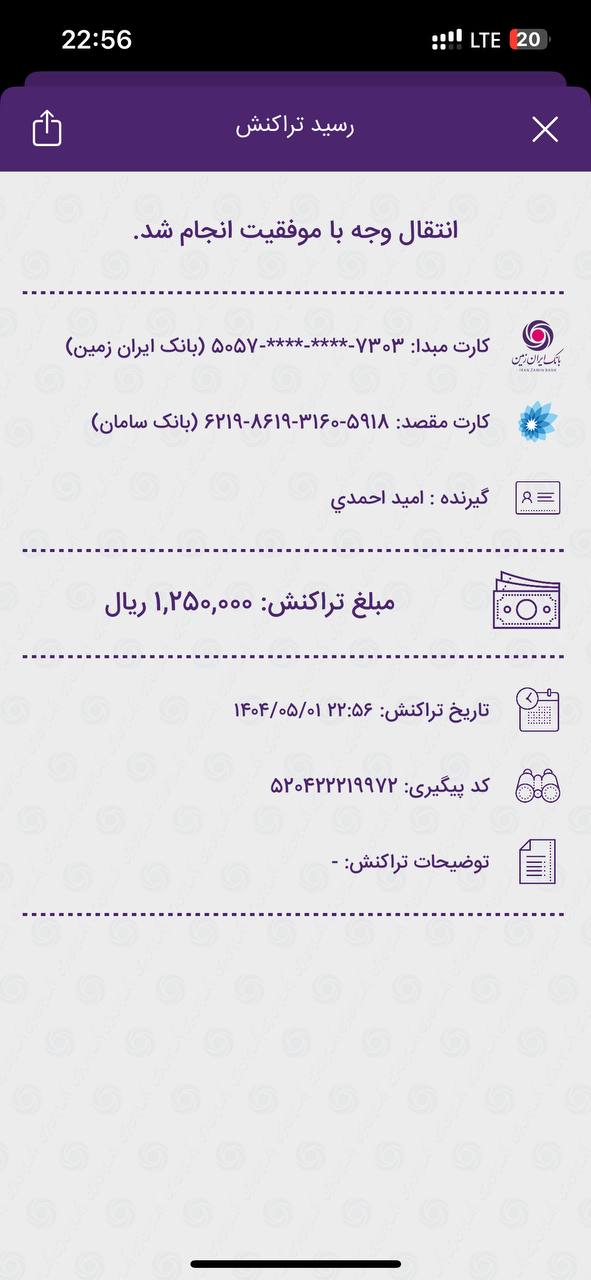 22:56
LTE
20
رسید تراکنش
انتقال وجه با موفقیت انجام شد.
کارت مبدا: ۵۰۵۷-****-****-۷۳۰۳ (بانک ایران زمین)
بانک ایران زمین
IRAN ZAMIN BANK
کارت مقصد: ۶۲۱۹-۸۶۱۹-۳۱۶۰-۵۹۱۸ (بانک سامان)
گیرنده : امید احمدي
مبلغ تراکنش: ۱,۲۵۰,۰۰۰ ریال
تاریخ تراکنش: ۲۲:۵۶ ۱۴۰۴/۰۵/۰۱
کد پیگیری: ۵۲۰۴۲۲۲۱۹۹۷۲
توضیحات تراکنش: -